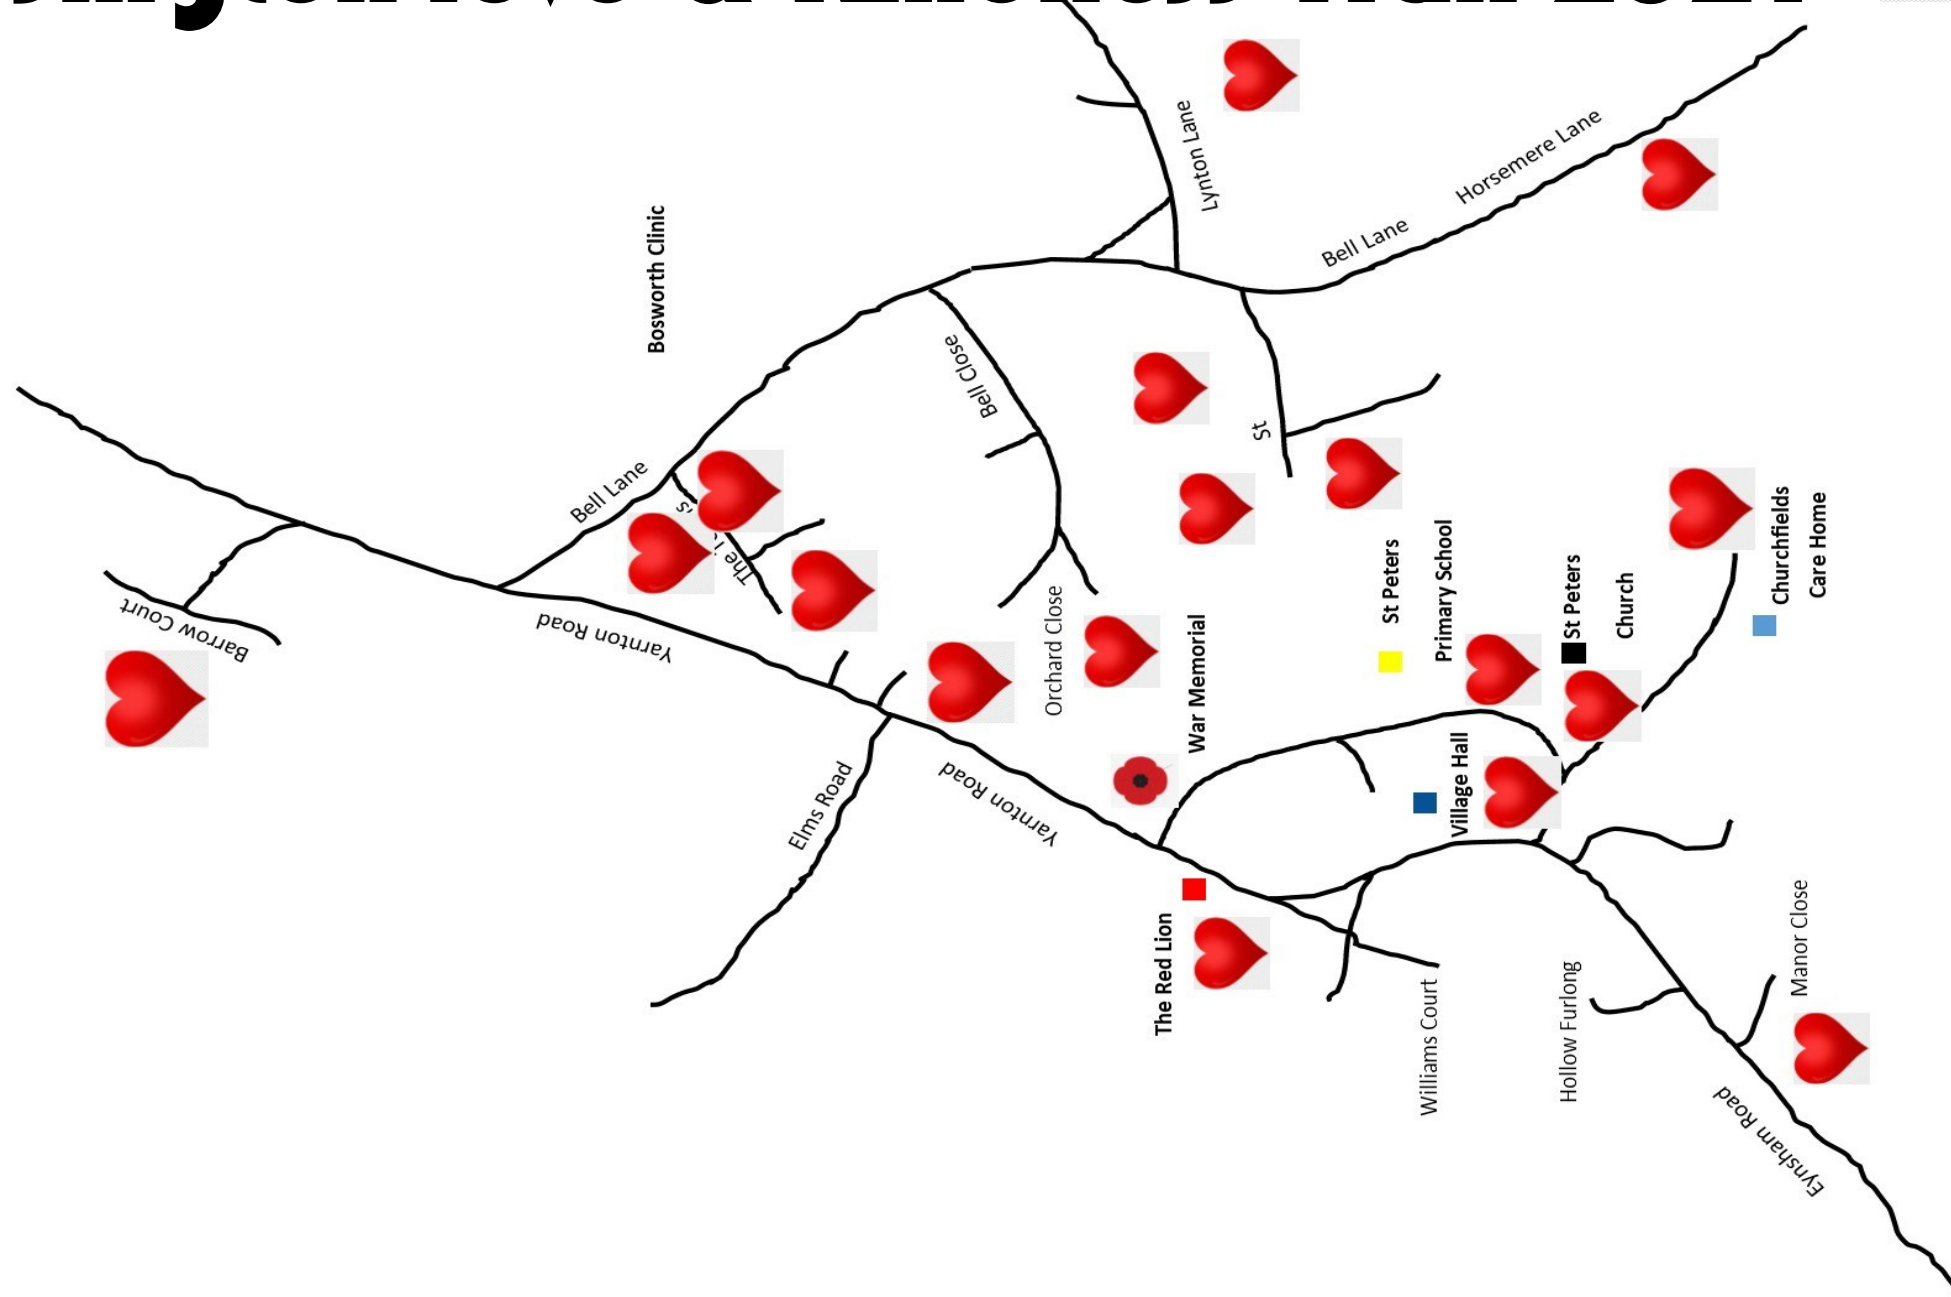 Lynton Lane
Horsemere Lane
Bell Lane
Bosworth Clinic
Bell Close
St
Bell Lane
Barrow Court
Yarnton Road
The
Orchard Close
War Memorial
St Peters
Primary School
St Peters
Church
Churchfields
Care Home
Village Hall
Elms Road
Yarnton Road
The Red Lion
Williams Court
Hollow Furlong
Manor Close
Eynsham Road